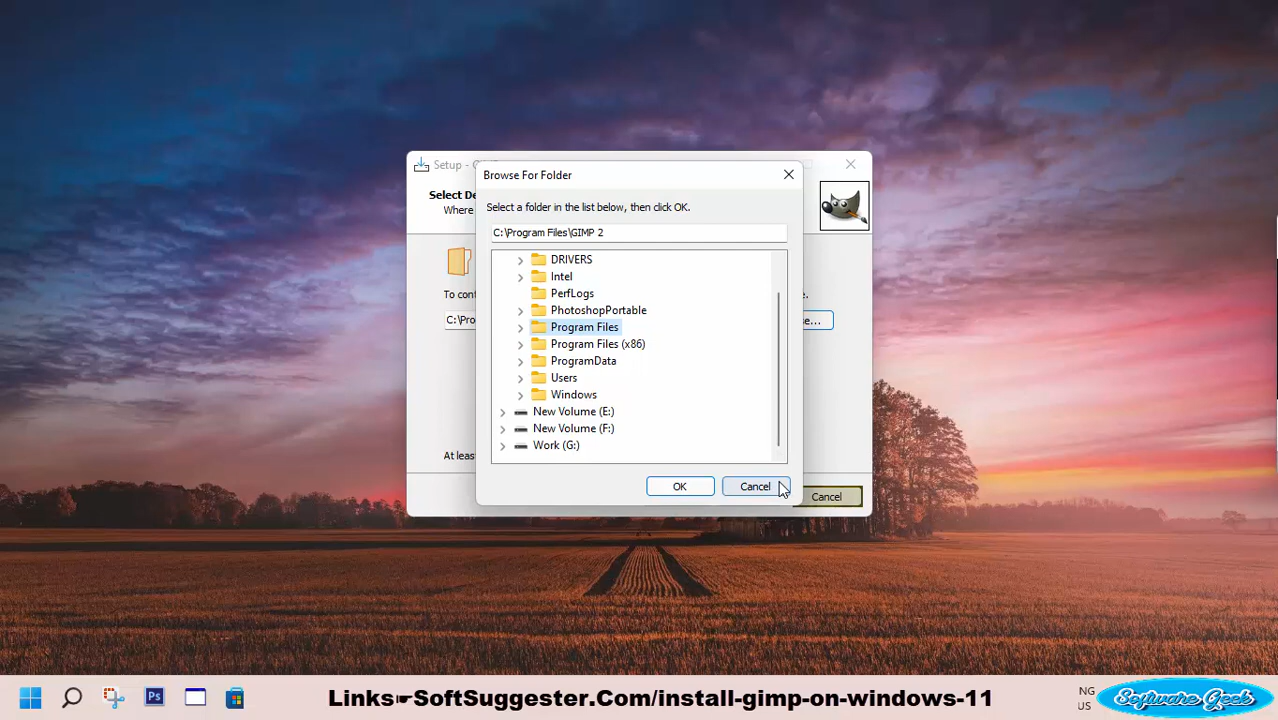 Setup - G
Select De
Where
Browse For Folder
Select a folder in the list below, then click OK.
C:\Program Files\GIMP 2
DRIVERS
Intel
To cont
PerfLogs
e.
PhotoshopPortable
C:\Pro
e...
Program Files
Program Files (x86)
ProgramData
Users
Windows
New Volume (E:)
New Volume (F:)
Work (G:)
At leas
OK
Cancel
Cancel
Ps
Links☛SoftSuggester.Com/install-gimp-on-windows-11
NG
US
Software Geek